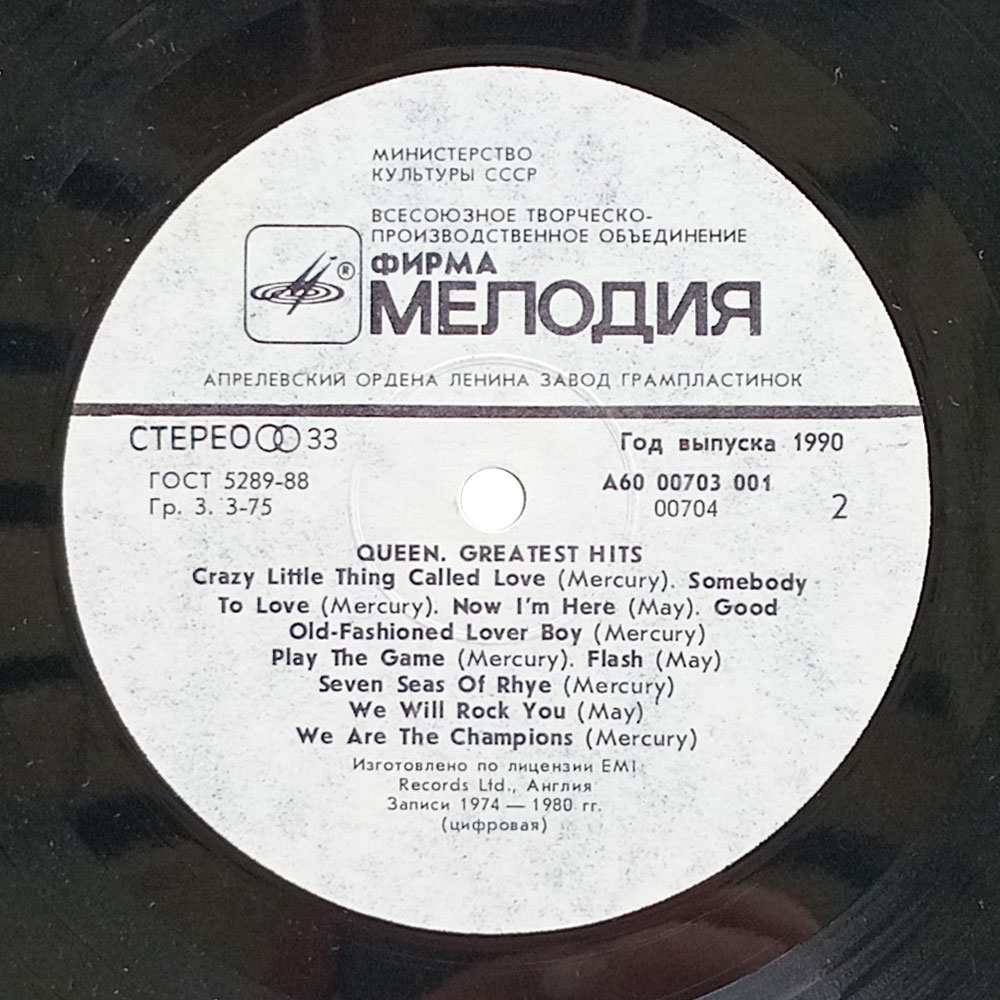 МИНИСТЕРСТВО
КУЛЬТУРЫ СССР
ВСЕСОЮЗНОЕ ТВОРЧЕСКО-
ПРОИЗВОДСТВЕННОЕ ОБЪЕДИНЕНИЕ
ФИРМА
®
МЕЛОДИЯ
АПРЕЛЕВСКИЙ ОРДЕНА ЛЕНИНА ЗАВОД ГРАМПЛАСТИНОК
СТЕРЕО 33
Год выпуска 1990
ГОСТ 5289-88
А60 00703 001
Гр. 3. 3-75
00704
2
QUEEN. GREATEST HITS
Crazy Little Thing Called Love (Mercury). Somebody
To Love (Mercury). Now I'm Here (May). Good
Old-Fashioned Lover Boy (Mercury)
Play The Game (Mercury). Flash (May)
Seven Seas Of Rhye (Mercury)
We Will Rock You (May)
We Are The Champions (Mercury)
Изготовлено по лицензии EMI
Records Ltd., Англия
Записи 1974 — 1980 гг.
(цифровая)